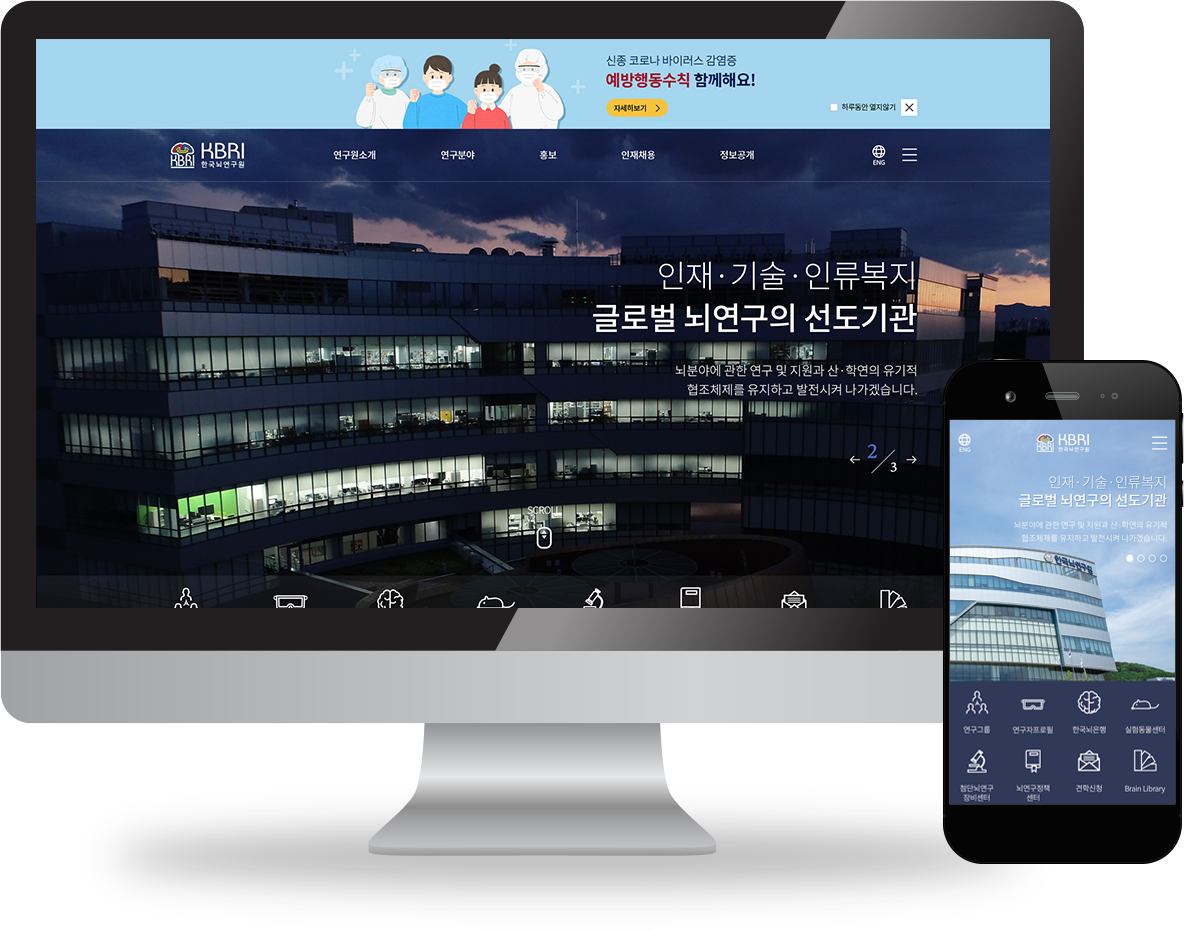 신종 코로나 바이러스 감염증
예방행동수칙 함께해요!
자세히보기
하루동안 열지않기
KBRI
KBRI
한국뇌연구원
연구원소개
연구분야
홍보
인재채용
정보공개
ENG
인재·기술·인류복지
글로벌 뇌연구의 선도기관
뇌분야에 관한 연구 및 지원과 산·학연의 유기적
협조체제를 유지하고 발전시켜 나가겠습니다.
2/3
SCROLL
ENG
KBRI
KBRI
한국뇌연구원
인재·기술·인류복지
글로벌 뇌연구의 선도기관
뇌분야에 관한 연구 및 지원과 산·학연의 유기적
협조체제를 유지하고 발전시켜 나가겠습니다.
한국뇌연구원
연구그룹
연구자프로필
한국뇌은행
실험동물센터
첨단뇌연구
장비센터
뇌연구정책
센터
견학신청
Brain Library